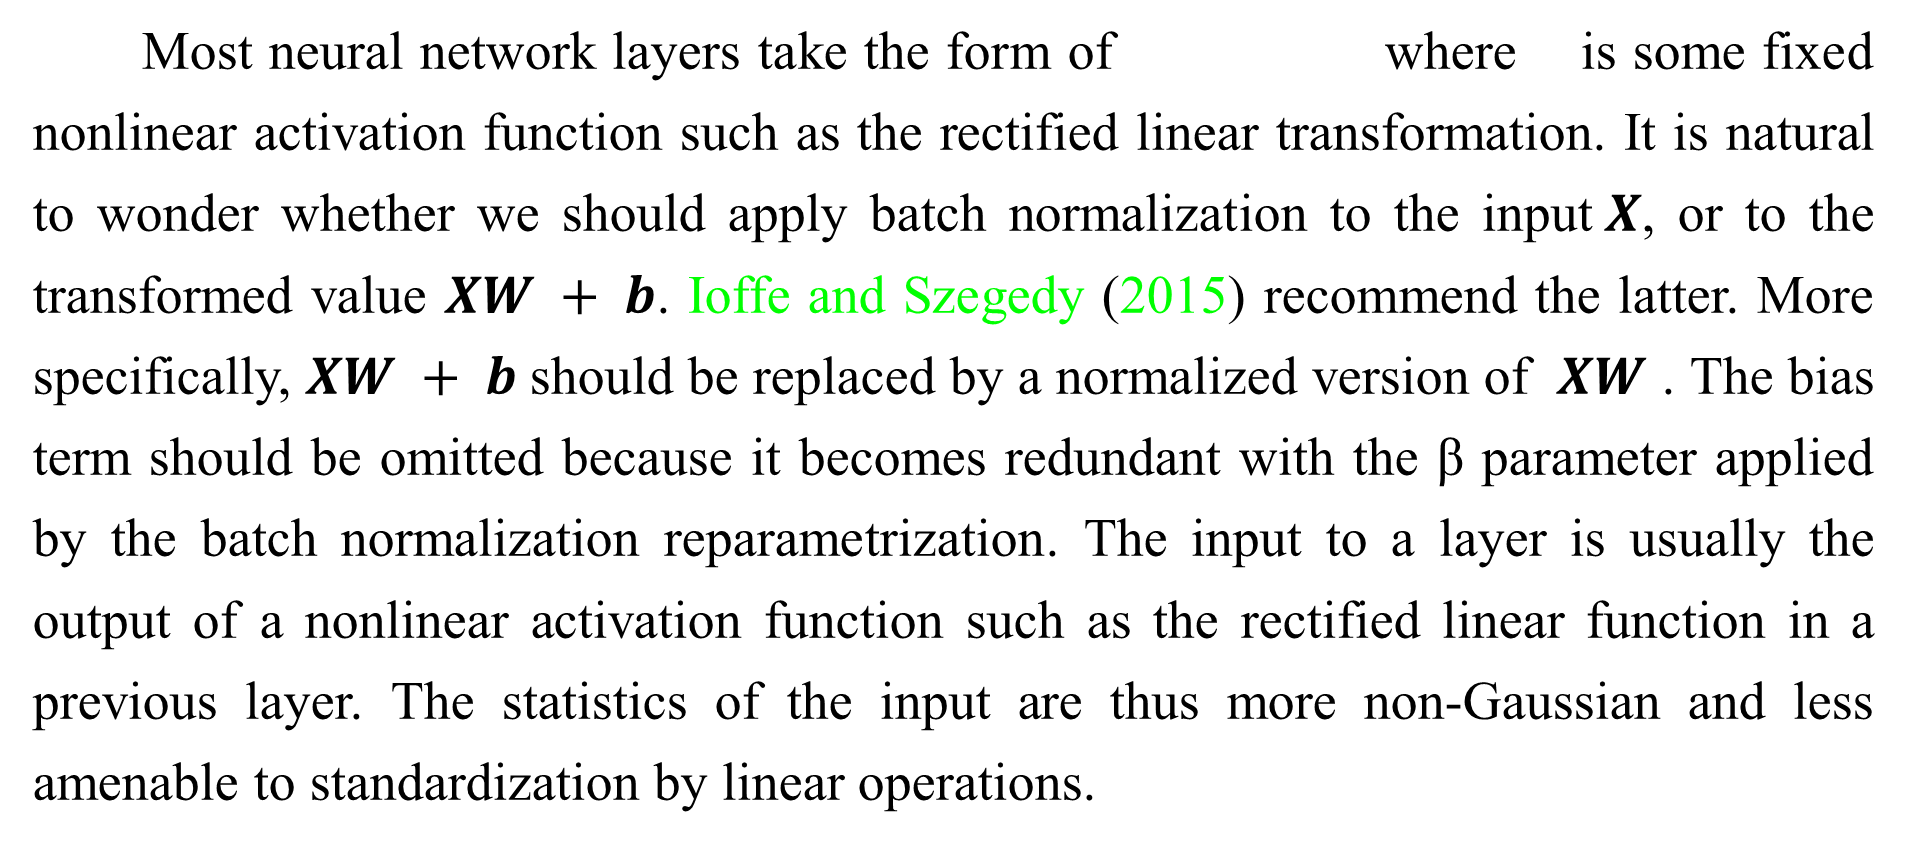 Most neural network layers take the form of where is some fixed
nonlinear activation function such as the rectified linear transformation. It is natural
to wonder whether we should apply batch normalization to the input X, or to the
transformed value XW + b. Ioffe and Szegedy (2015) recommend the latter. More
specifically, XW + b should be replaced by a normalized version of XW . The bias
term should be omitted because it becomes redundant with the β parameter applied
by the batch normalization reparametrization. The input to a layer is usually the
output of a nonlinear activation function such as the rectified linear function in a
previous layer. The statistics of the input are thus more non-Gaussian and less
amenable to standardization by linear operations.